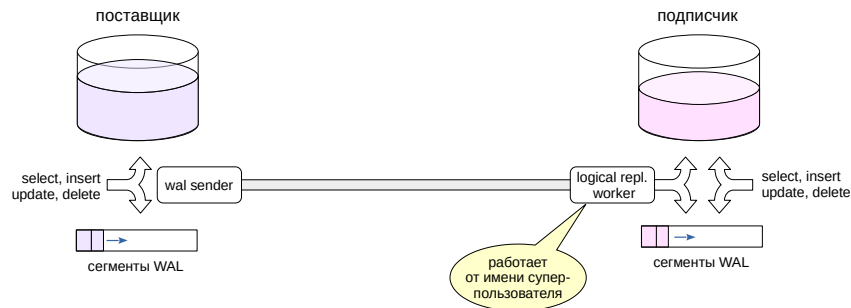 поставщик
подписчик
select, insert
update, delete
wal sender
logical repl.
worker
select, insert
update, delete
сегменты WAL
работает
от имени супер-
пользователя
сегменты WAL